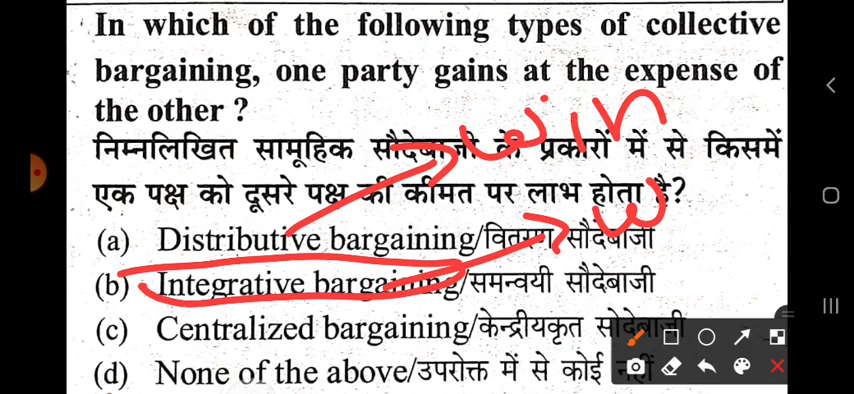 In which of the following types of collective
bargaining, one party gains at the expense of
the other ?
निम्नलिखित सामूहिक सौदेबाजी के प्रकारों में से किसमें
एक पक्ष को दूसरे पक्ष की कीमत पर लाभ होता है?
win
w
(a) Distributive bargaining/वितरण सौदेबाजी
(b) Integrative bargaining/समन्वयी सौदेबाजी
(c) Centralized bargaining/केन्द्रीयकृत सोदेबाजी
(d) None of the above/उपरोक्त में से कोई नहीं